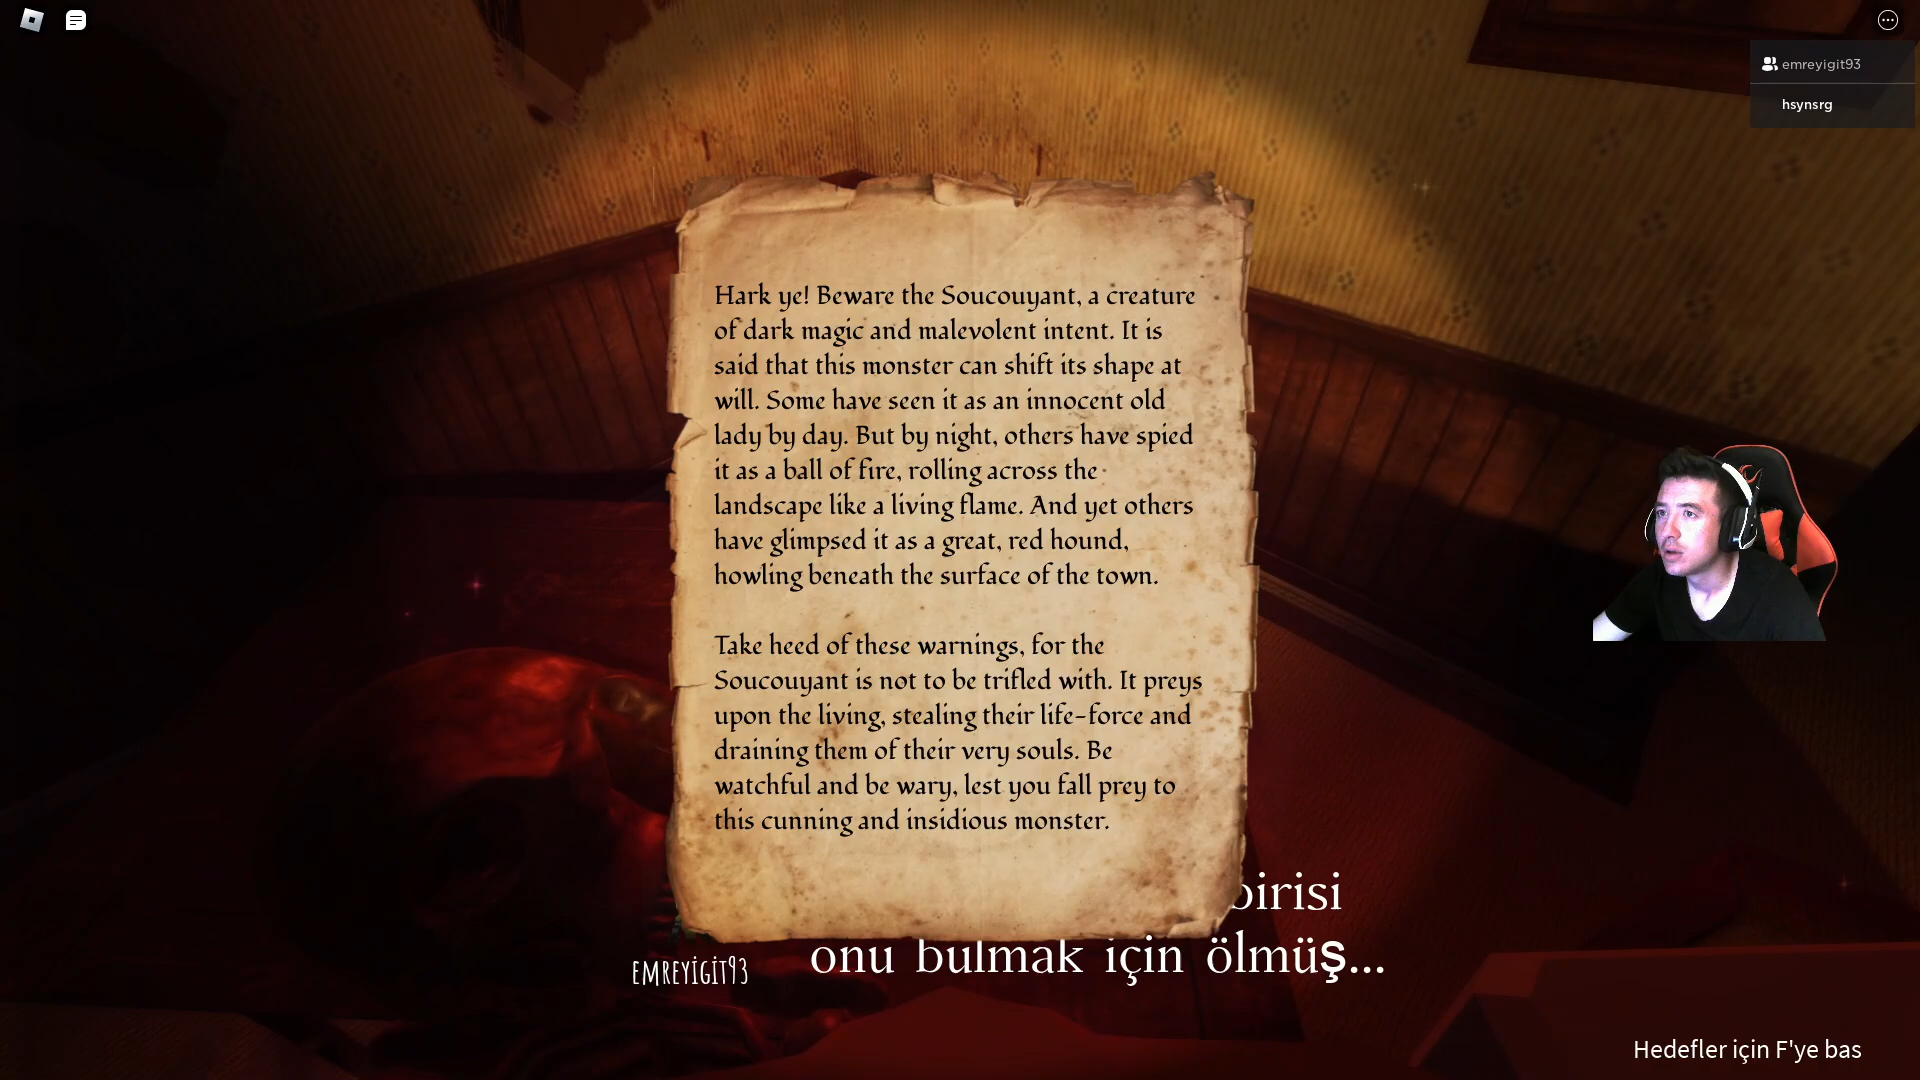 emreyigit93
hsynsrg
Hark ye! Beware the Soucouyant, a creature
of dark magic and malevolent intent. It is
said that this monster can shift its shape at
will. Some have seen it as an innocent old
lady by day. But by night, others have spied
it as a ball of fire, rolling across the
landscape like a living flame. And yet others
have glimpsed it as a great, red hound,
howling beneath the surface of the town.
Take heed of these warnings, for the
Soucouyant is not to be trifled with. It preys
upon the living, stealing their life-force and
draining them of their very souls. Be
watchful and be wary, lest you fall prey to
this cunning and insidious monster.
birisi
onu bulmak için ölmüş...
EMREYİGİT93
Hedefler için F'ye bas